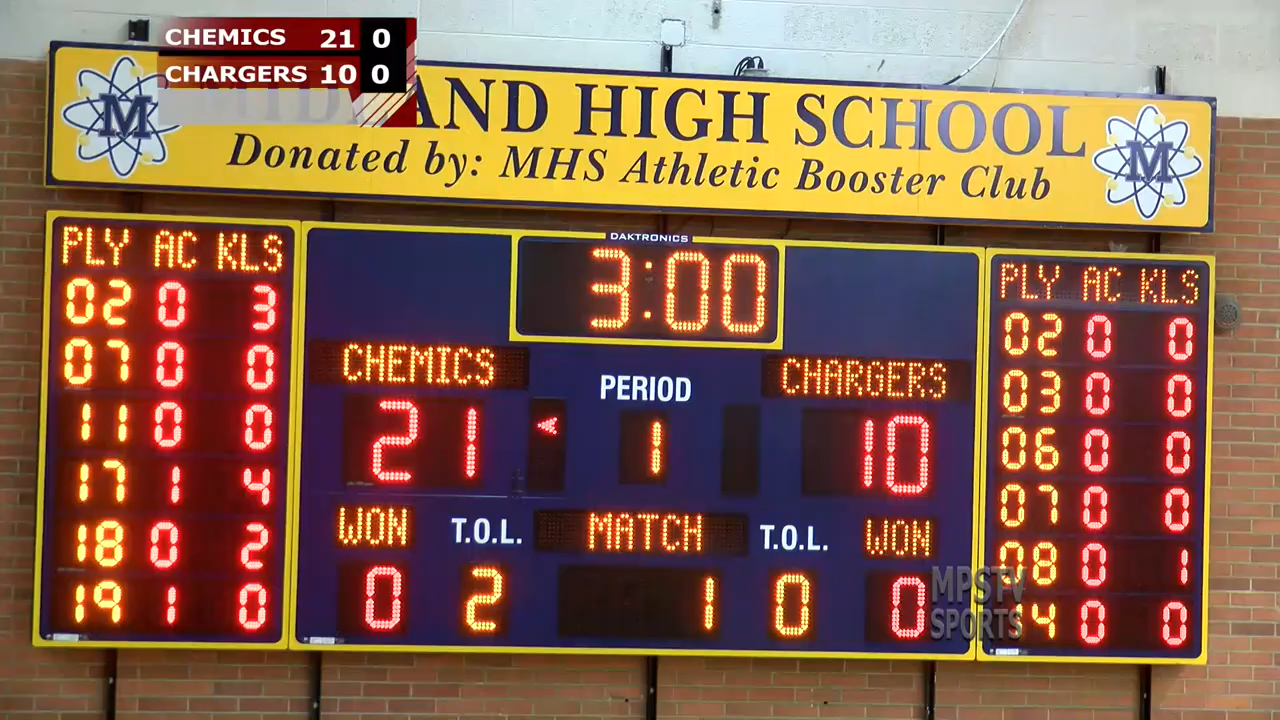 CHEMICS 21 0
CHARGERS 10 0
MIDLAND HIGH SCHOOL
Donated by: MHS Athletic Booster Club
M
M
DAKTRONICS
3:00
PLY AC KLS
02 0 3
07 0 0
11 0 0
17 1 4
18 0 2
19 1 0
CHEMICS PERIOD CHARGERS
21 1 10
WON T.O.L. MATCH T.O.L. WON
0 2 1 0 0
PLY AC KLS
02 0 0
03 0 0
06 0 0
07 0 0
08 0 1
14 0 0
MPSTV
SPORTS